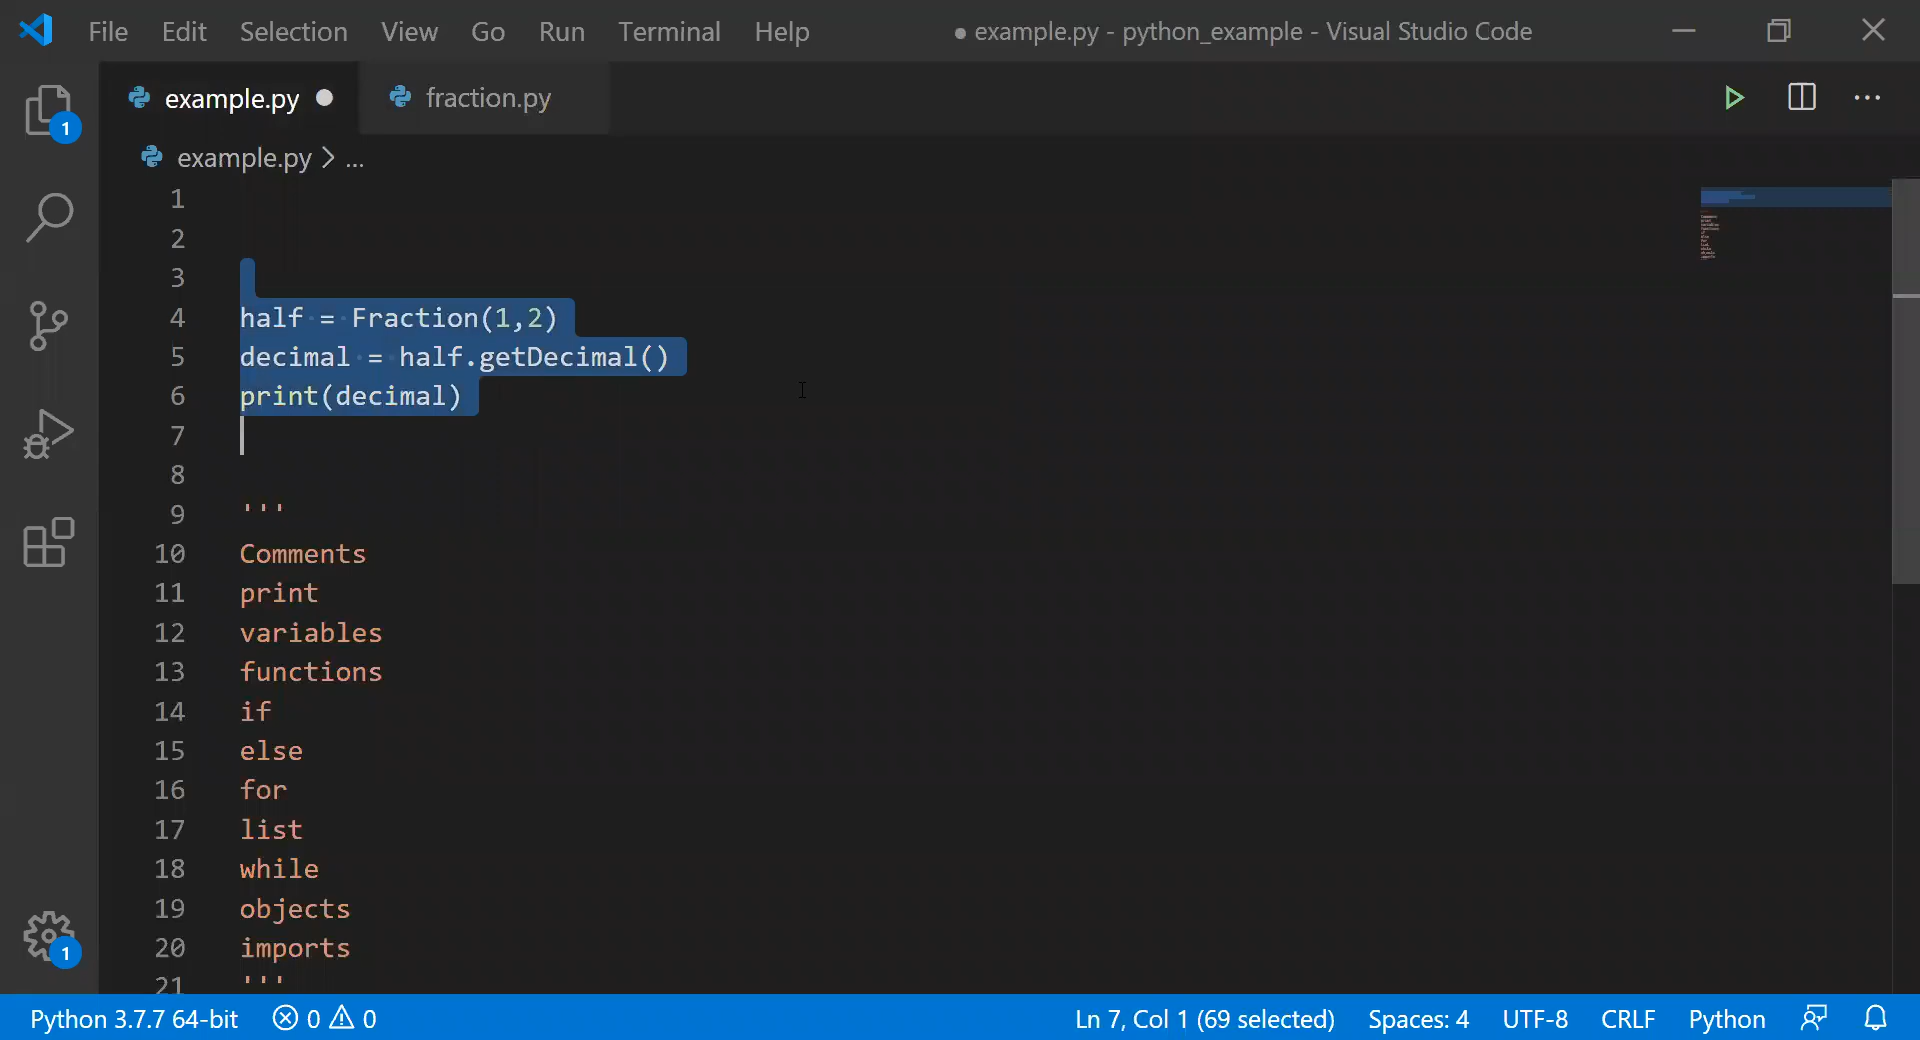 File Edit Selection View Go Run Terminal Help ● example.py - python_example - Visual Studio Code
example.py fraction.py
1
example.py > ...
1
2
3
4 half = Fraction(1,2)
5 decimal = half.getDecimal()
6 print(decimal)
7
8
9 '''
10 Comments
11 print
12 variables
13 functions
14 if
15 else
16 for
17 list
18 while
19 objects
20 imports
21 '''
1
Python 3.7.7 64-bit 0 0 Ln 7, Col 1 (69 selected) Spaces: 4 UTF-8 CRLF Python